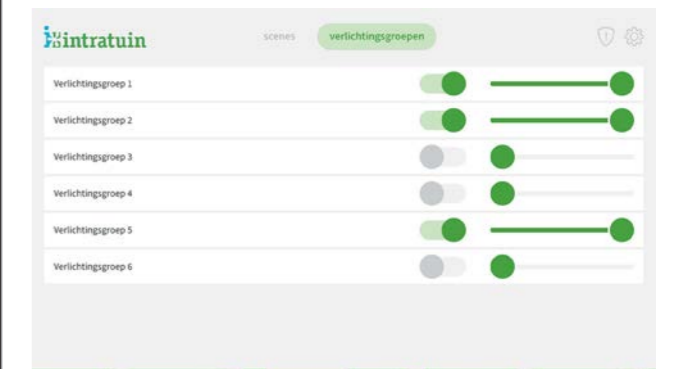 intratuin
scenes
verlichtingsgroepen
Verlichtingsgroep 1
Verlichtingsgroep 2
Verlichtingsgroep 3
Verlichtingsgroep 4
Verlichtingsgroep 5
Verlichtingsgroep 6